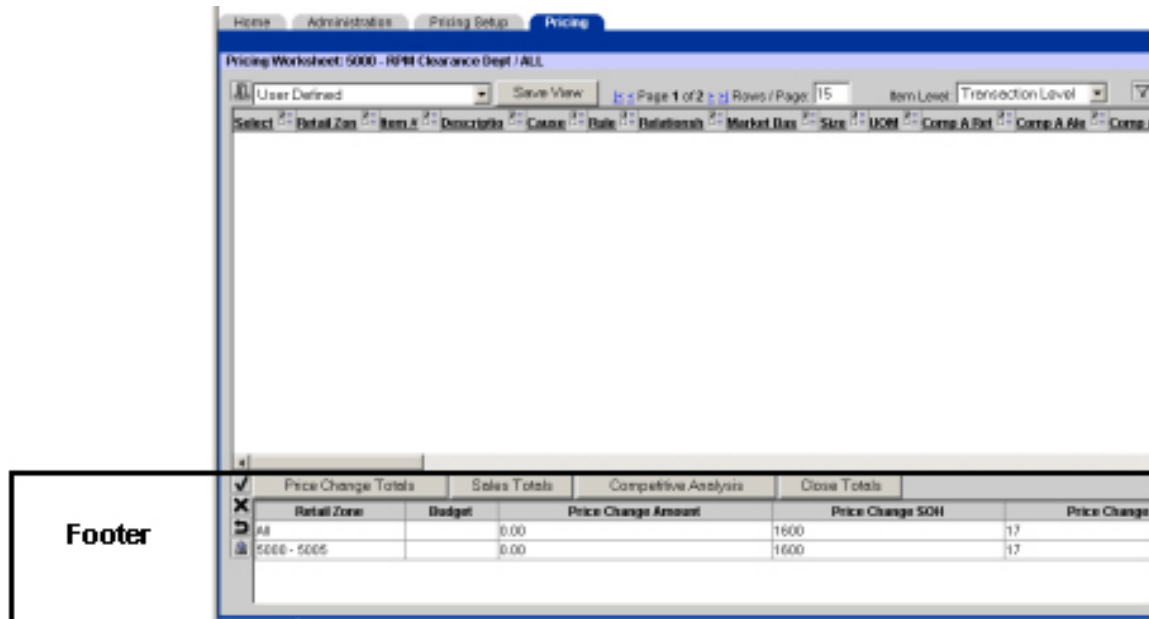 Home Administration Pricing Setup Pricing
Pricing Worksheet: 5000 - RPM Clearance Dept / ALL
User Defined Save View Page 1 of 2 Rows / Page: 15 Item Level: Transaction Level
Select Retail Zon Item # Descriptio Cause Rule Relationsh Market Bas Size UOM Comp A Ret Comp A Ale Comp
Price Change Totals Sales Totals Competitive Analysis Close Totals
Retail Zone Budget Price Change Amount Price Change SOH Price Change
All 0.00 1600 17
Footer
5000 - 5005 0.00 1600 17